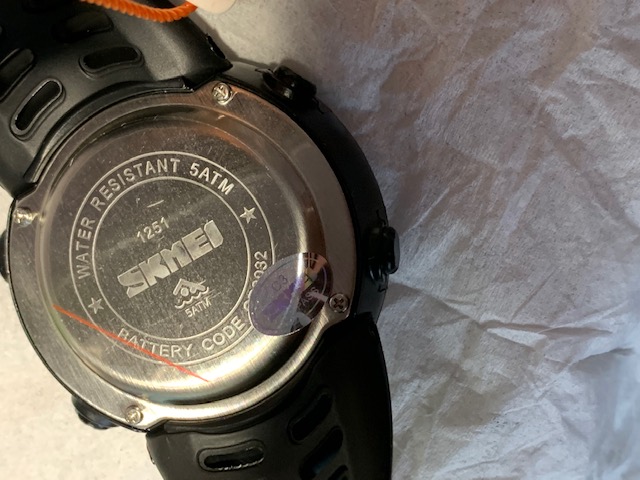 WATER RESISTANT 5ATM
1251
SKMEI
5ATM
BATTERY CODE